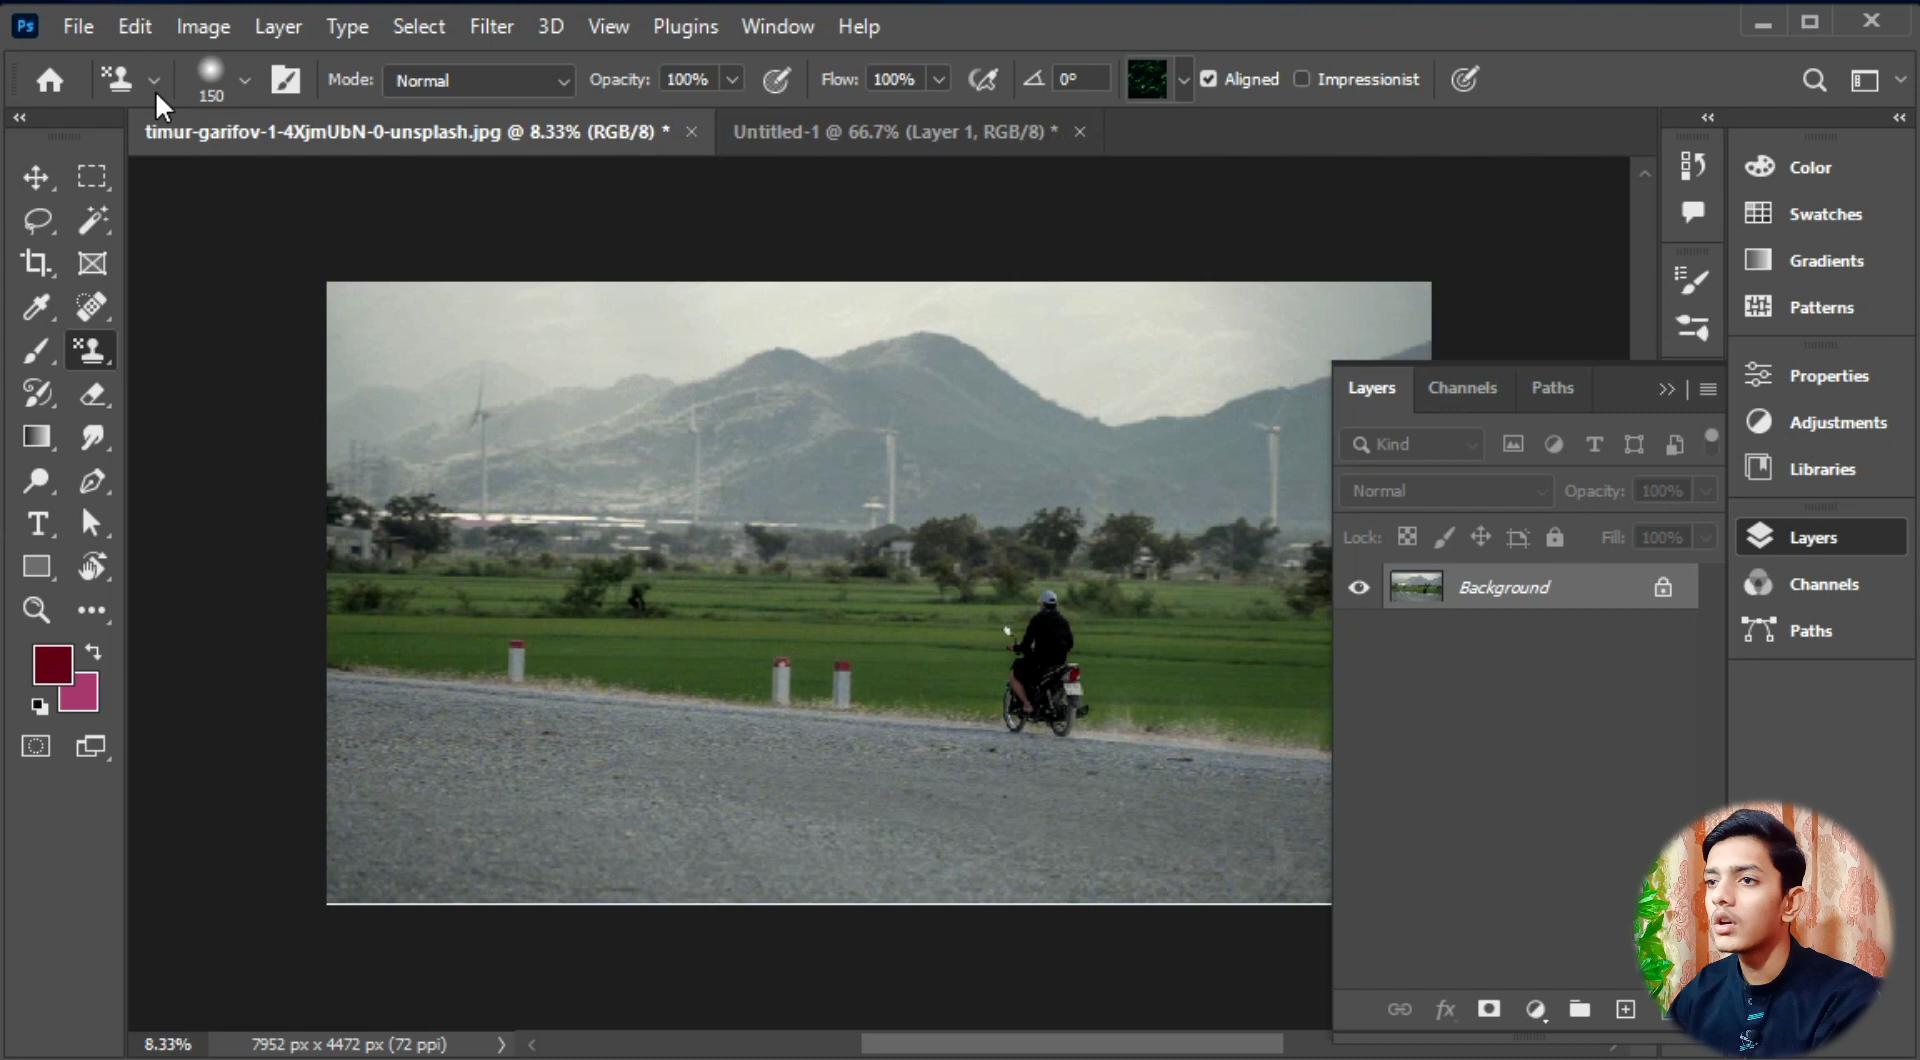 Ps File Edit Image Layer Type Select Filter 3D View Plugins Window Help
150 Mode: Normal Opacity: 100% Flow: 100% 0° Aligned Impressionist
timur-garifov-1-4XjmUbN-0-unsplash.jpg @ 8.33% (RGB/8) * Untitled-1 @ 66.7% (Layer 1, RGB/8) *
Color
Swatches
Gradients
Patterns
Properties
Adjustments
Libraries
Layers
Channels
Paths
Layers Channels Paths
Kind
Normal Opacity: 100%
Lock: Fill: 100%
Background
fx
8.33% 7952 px x 4472 px (72 ppi)